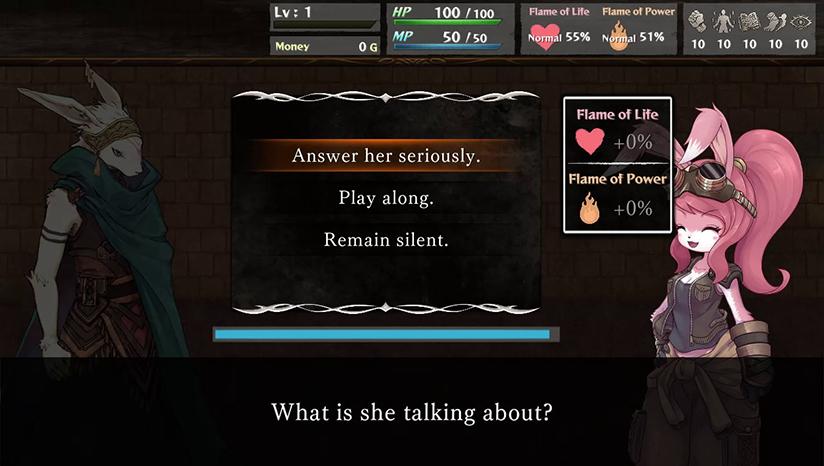 Lv : 1
Money 0 G
HP 100 / 100
MP 50 / 50
Flame of Life Flame of Power
Normal 55% Normal 51%
10 10 10 10 10
Flame of Life
+0%
Flame of Power
+0%
Answer her seriously.
Play along.
Remain silent.
What is she talking about?